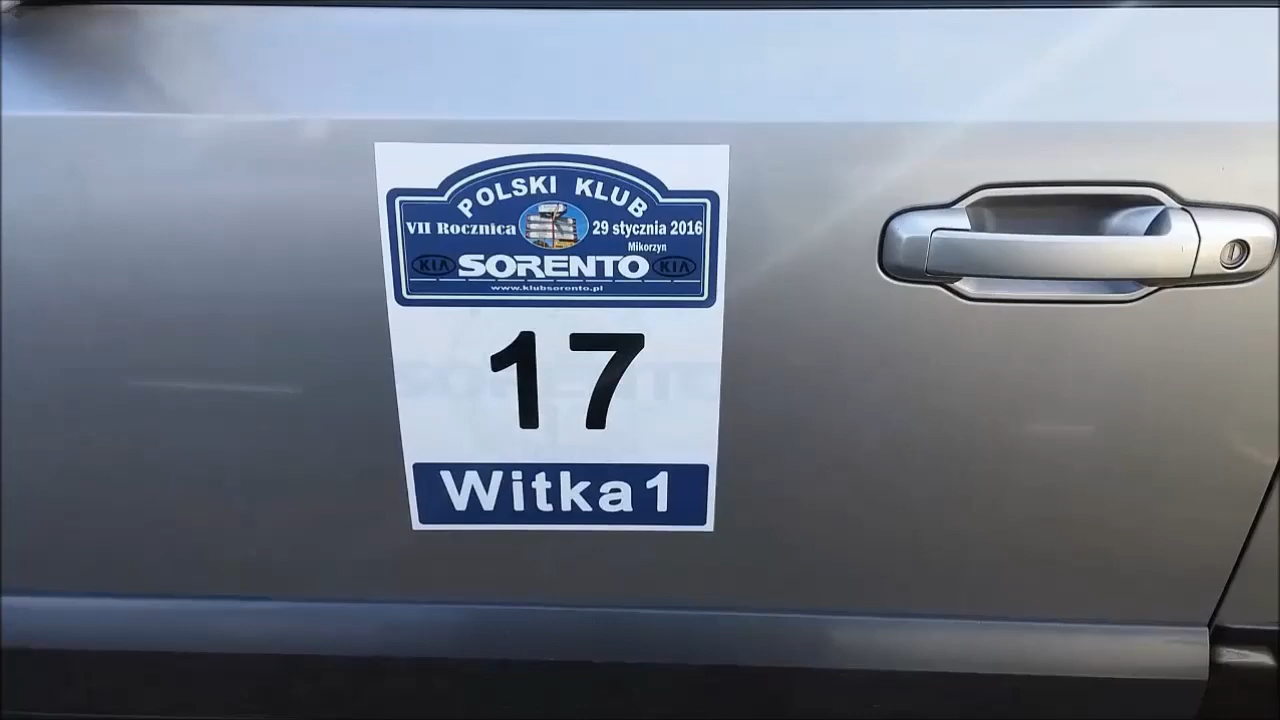 POLSKI KLUB
VII Rocznica 29 stycznia 2016
Mikorzyn
KIA SORENTO KIA
www.klubsorento.pl
17
Witka1